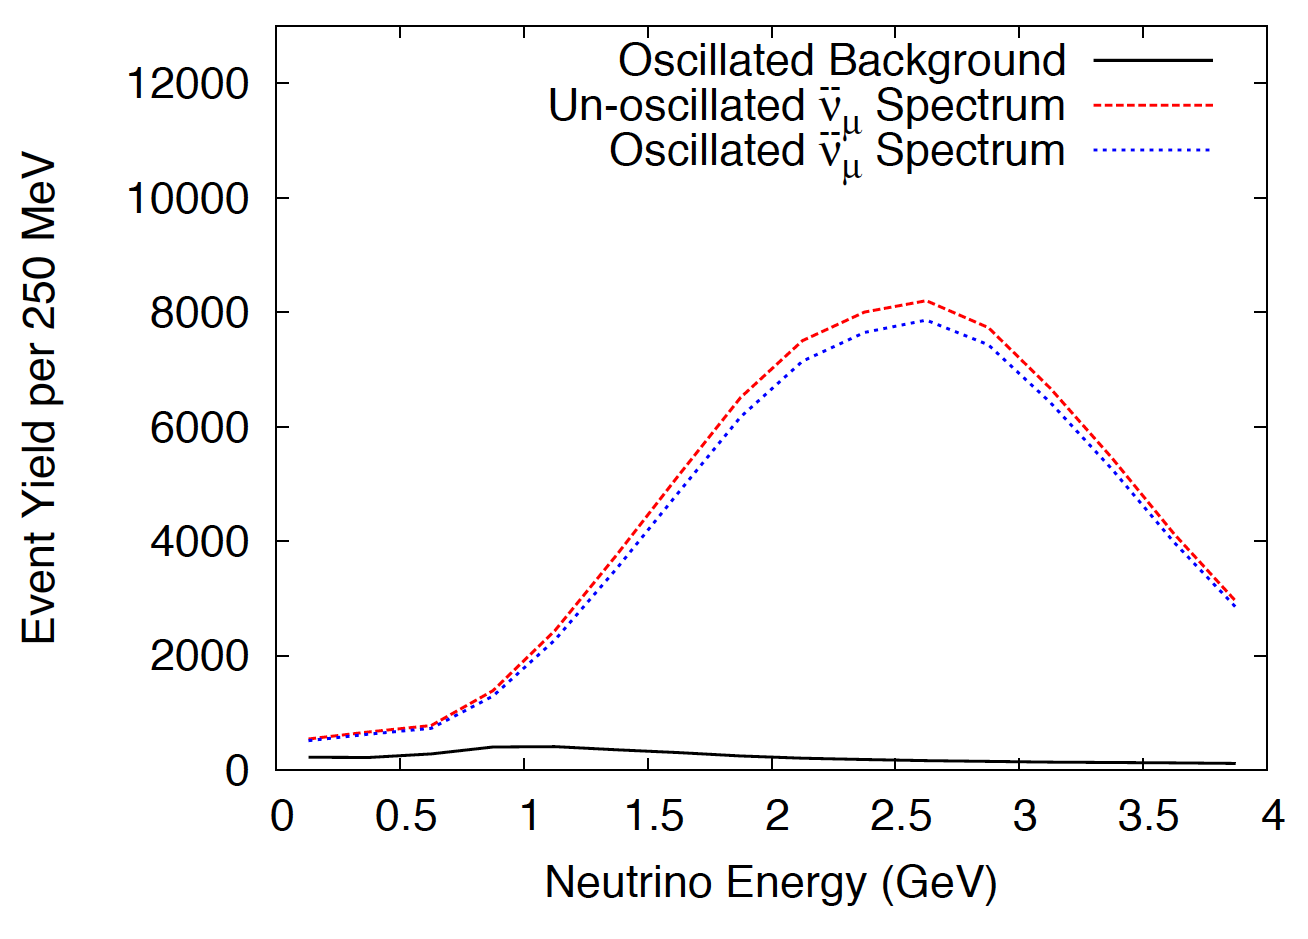 Oscillated Background
Un-oscillated ν̄μ Spectrum
Oscillated ν̄μ Spectrum
12000
10000
8000
6000
4000
2000
0
Event Yield per 250 MeV
0 0.5 1 1.5 2 2.5 3 3.5 4
Neutrino Energy (GeV)